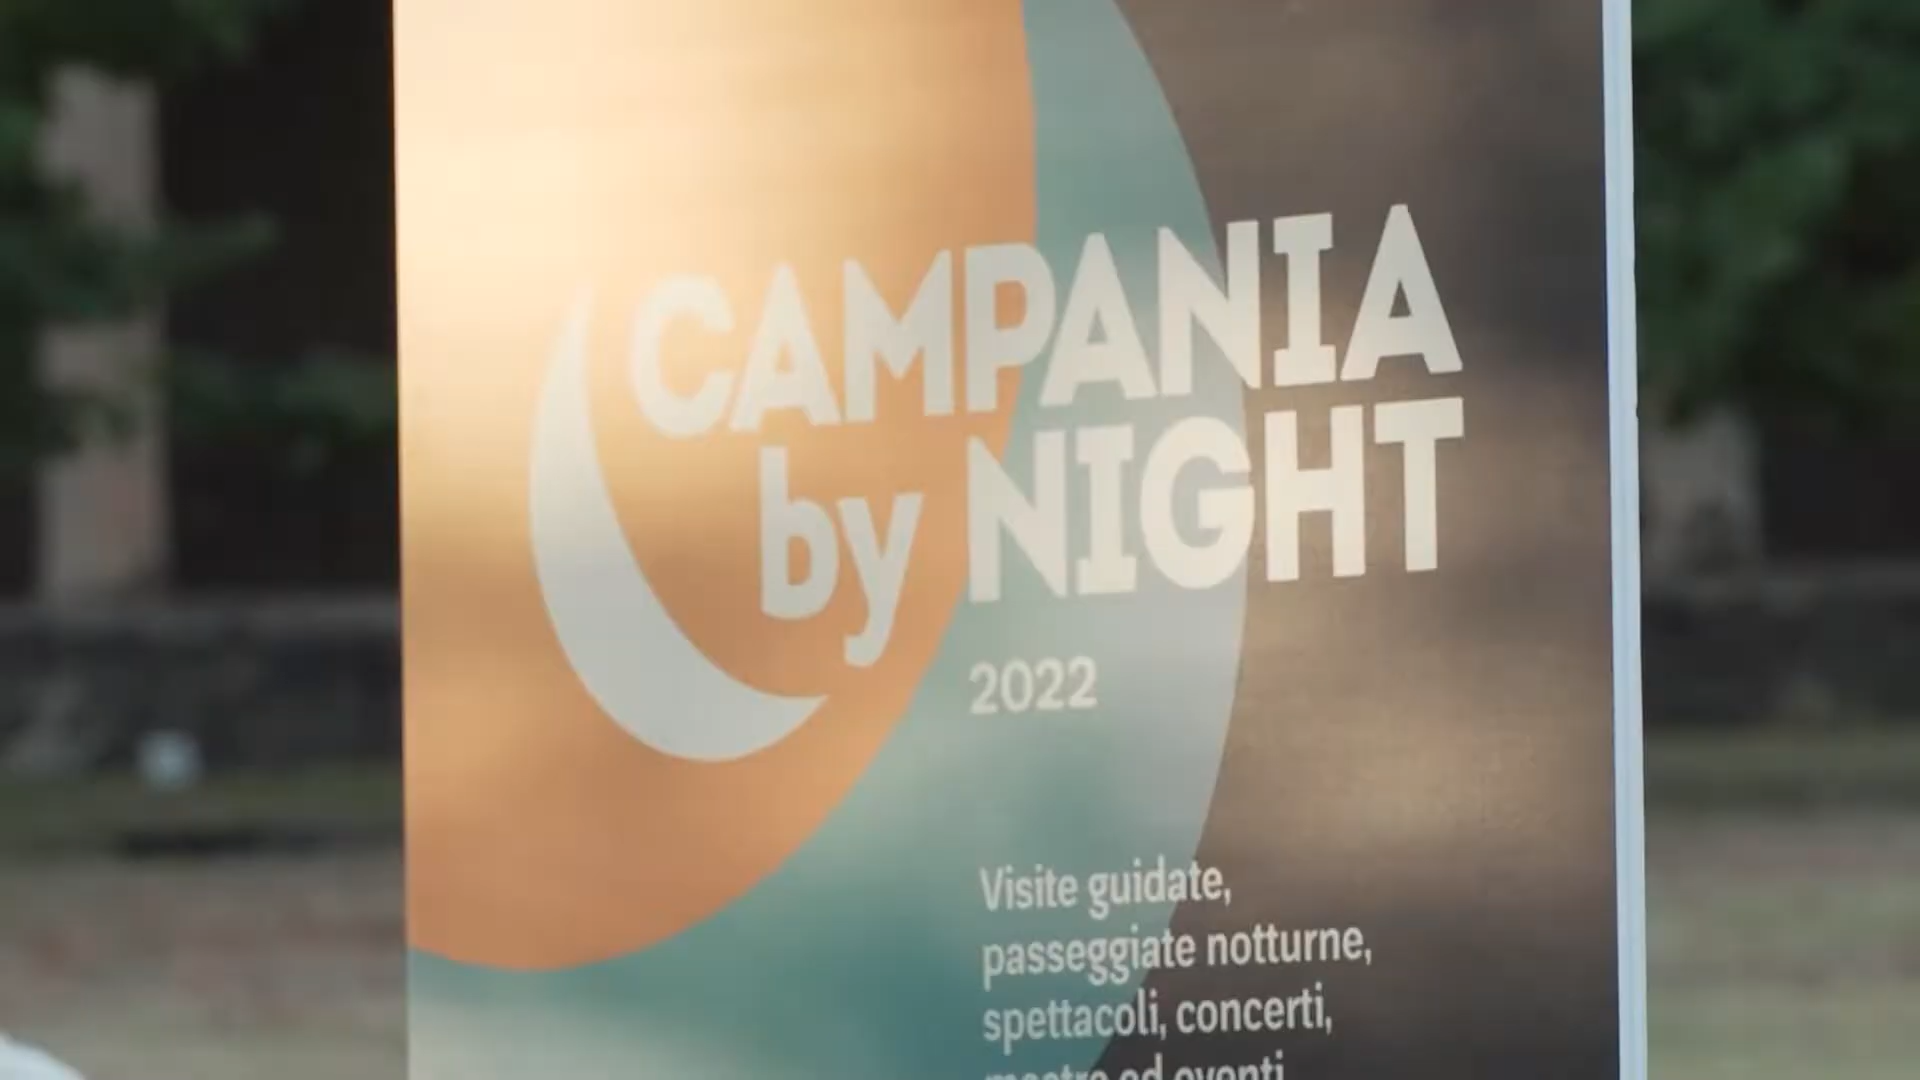 CAMPANIA
by NIGHT
2022
Visite guidate,
passeggiate notturne,
spettacoli, concerti,
mostre ed eventi